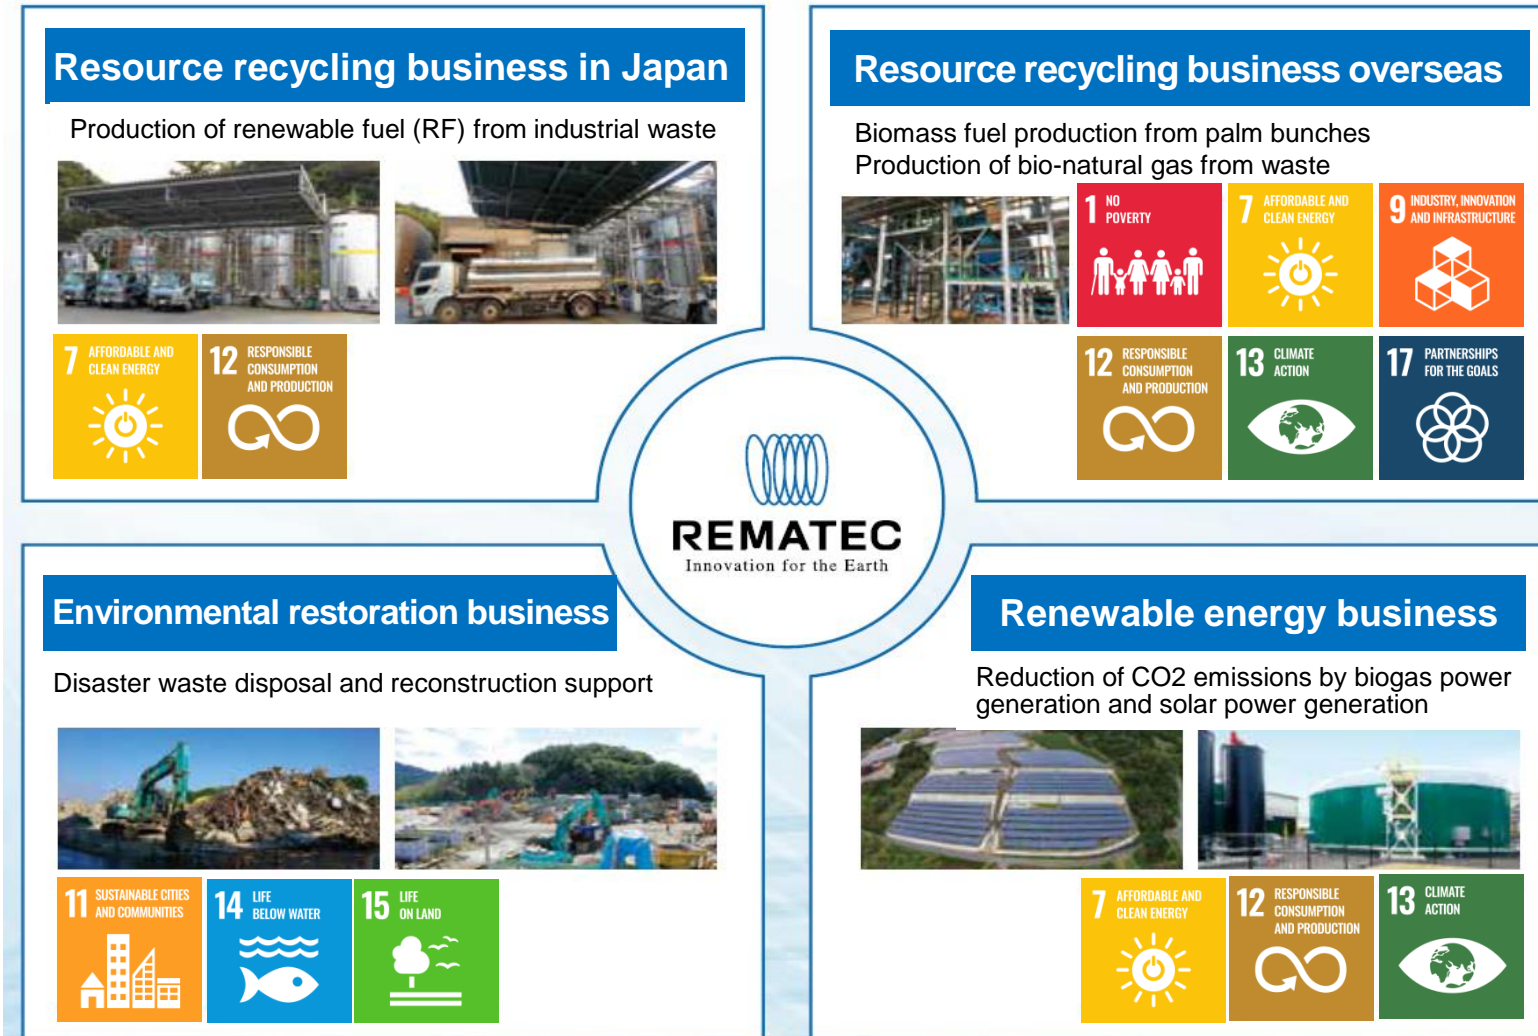 Resource recycling business in Japan
Production of renewable fuel (RF) from industrial waste
7 AFFORDABLE AND
CLEAN ENERGY
12 RESPONSIBLE
CONSUMPTION
AND PRODUCTION
Resource recycling business overseas
Biomass fuel production from palm bunches
Production of bio-natural gas from waste
1 NO
POVERTY
7 AFFORDABLE AND
CLEAN ENERGY
9 INDUSTRY, INNOVATION
AND INFRASTRUCTURE
12 RESPONSIBLE
CONSUMPTION
AND PRODUCTION
13 CLIMATE
ACTION
17 PARTNERSHIPS
FOR THE GOALS
REMATEC
Innovation for the Earth
Environmental restoration business
Disaster waste disposal and reconstruction support
11 SUSTAINABLE CITIES
AND COMMUNITIES
14 LIFE
BELOW WATER
15 LIFE
ON LAND
Renewable energy business
Reduction of CO2 emissions by biogas power
generation and solar power generation
7 AFFORDABLE AND
CLEAN ENERGY
12 RESPONSIBLE
CONSUMPTION
AND PRODUCTION
13 CLIMATE
ACTION